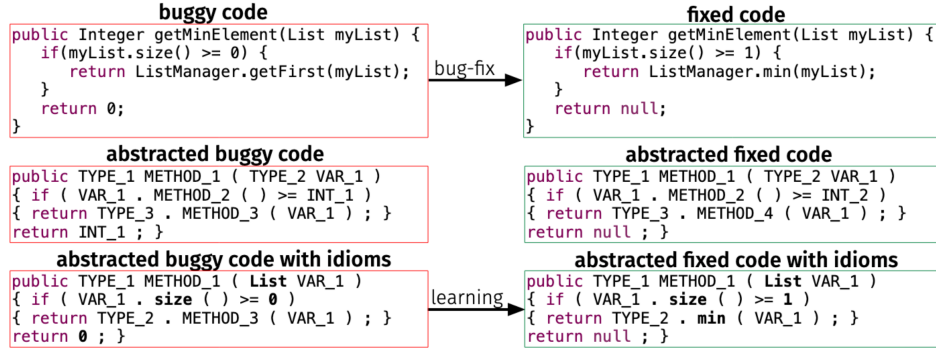 buggy code
public Integer getMinElement(List myList) {
if(myList.size() >= 0) {
return ListManager.getFirst(myList);
}
return 0;
}
bug-fix
fixed code
public Integer getMinElement(List myList) {
if(myList.size() >= 1) {
return ListManager.min(myList);
}
return null;
}
abstracted buggy code
public TYPE_1 METHOD_1 ( TYPE_2 VAR_1 )
{ if ( VAR_1 . METHOD_2 ( ) >= INT_1 )
{ return TYPE_3 . METHOD_3 ( VAR_1 ) ; }
return INT_1 ; }
abstracted fixed code
public TYPE_1 METHOD_1 ( TYPE_2 VAR_1 )
{ if ( VAR_1 . METHOD_2 ( ) >= INT_2 )
{ return TYPE_3 . METHOD_4 ( VAR_1 ) ; }
return null ; }
abstracted buggy code with idioms
public TYPE_1 METHOD_1 ( List VAR_1 )
{ if ( VAR_1 . size ( ) >= 0 )
{ return TYPE_2 . METHOD_3 ( VAR_1 ) ; }
return 0 ; }
learning
abstracted fixed code with idioms
public TYPE_1 METHOD_1 ( List VAR_1 )
{ if ( VAR_1 . size ( ) >= 1 )
{ return TYPE_2 . min ( VAR_1 ) ; }
return null ; }